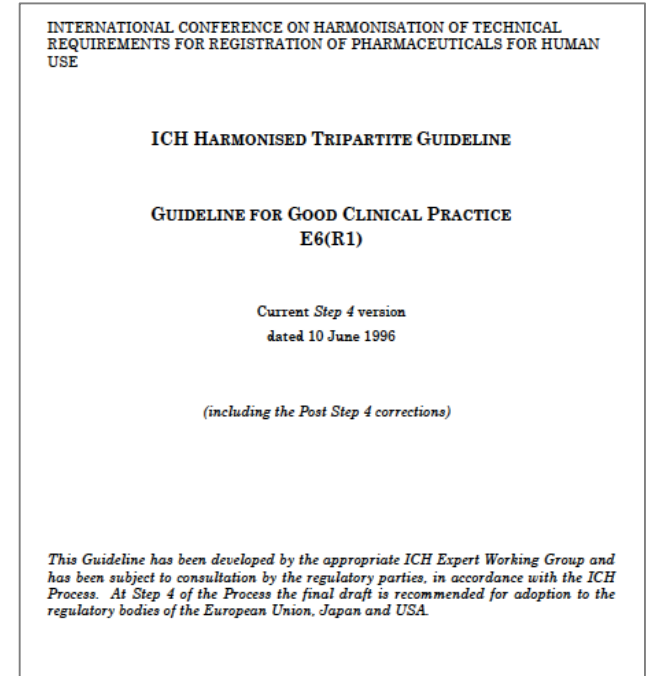 INTERNATIONAL CONFERENCE ON HARMONISATION OF TECHNICAL
REQUIREMENTS FOR REGISTRATION OF PHARMACEUTICALS FOR HUMAN
USE
ICH HARMONISED TRIPARTITE GUIDELINE
GUIDELINE FOR GOOD CLINICAL PRACTICE
E6(R1)
Current Step 4 version
dated 10 June 1996
(including the Post Step 4 corrections)
This Guideline has been developed by the appropriate ICH Expert Working Group and
has been subject to consultation by the regulatory parties, in accordance with the ICH
Process. At Step 4 of the Process the final draft is recommended for adoption to the
regulatory bodies of the European Union, Japan and USA.